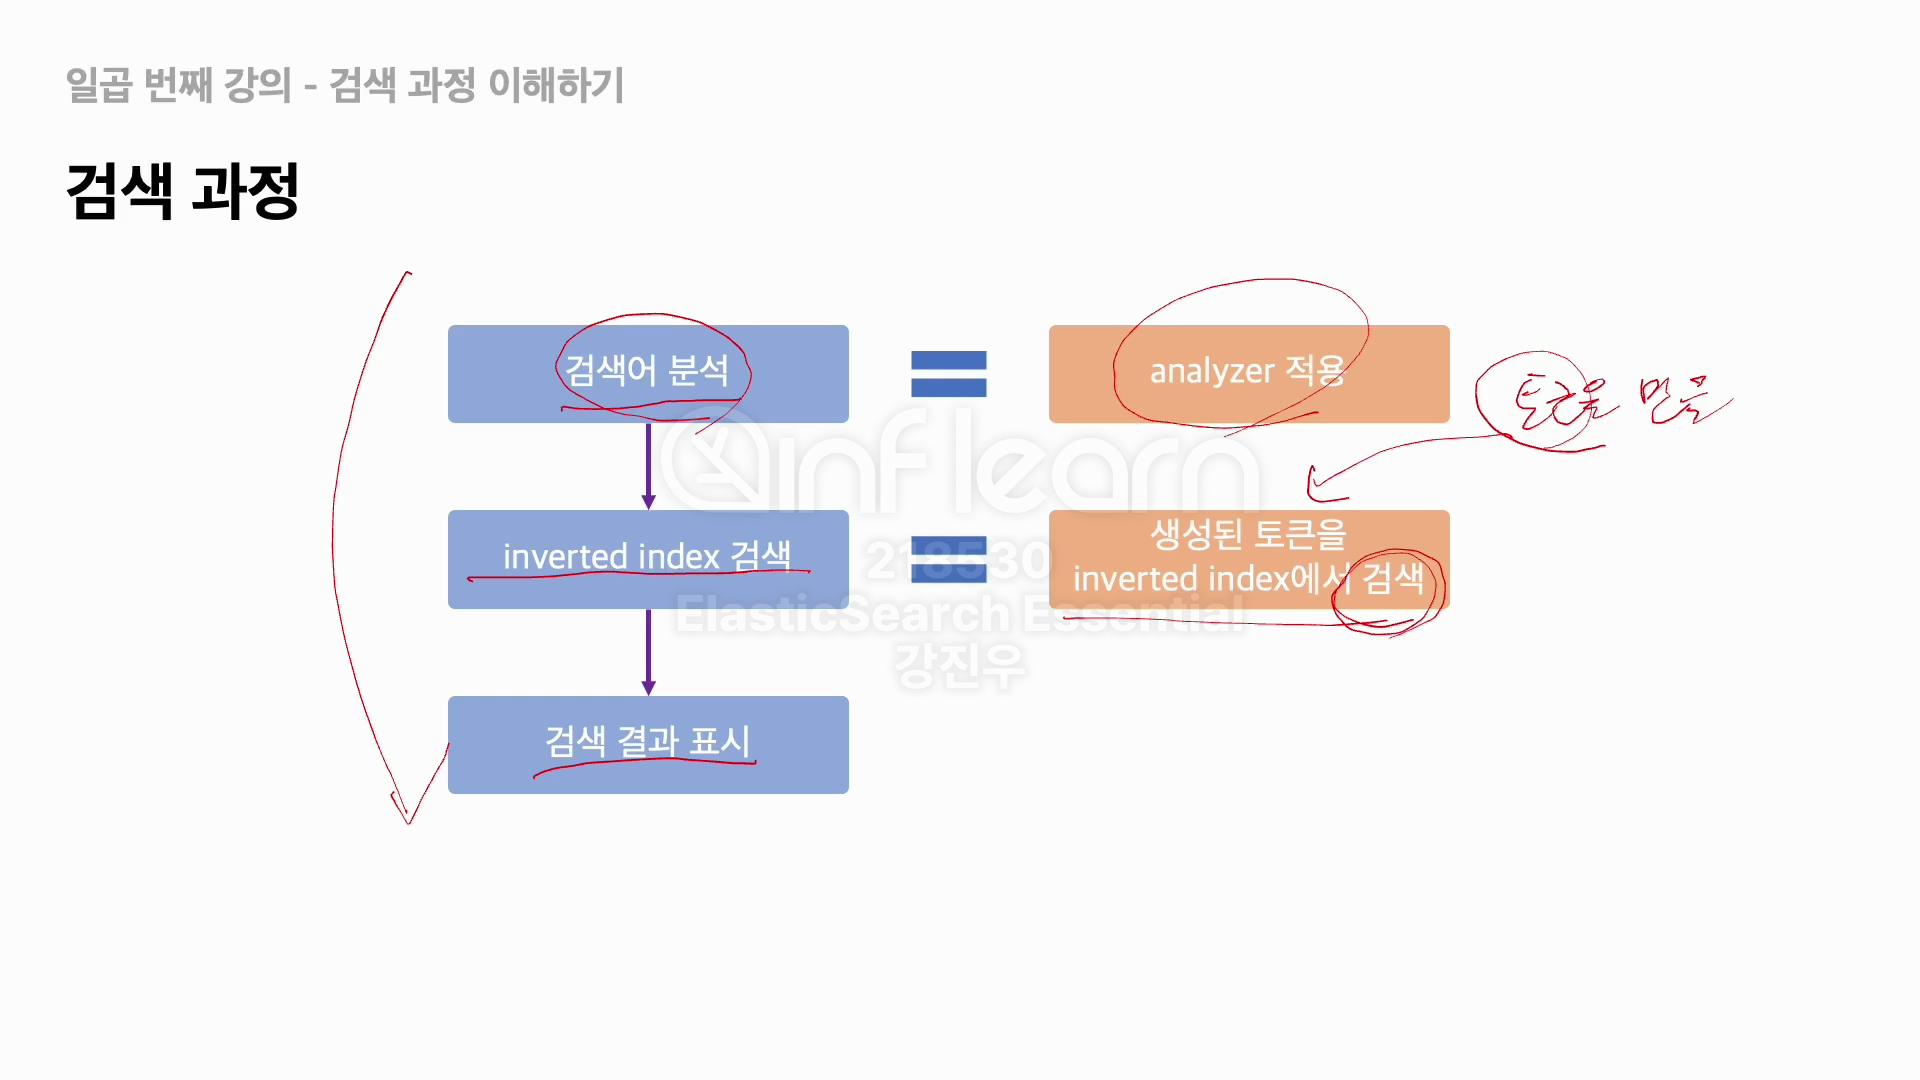 일곱 번째 강의 - 검색 과정 이해하기
검색 과정
검색어 분석
analyzer 적용
토큰을 만듦
inverted index 검색
생성된 토큰을
inverted index에서 검색
검색 결과 표시
inflearn
218530
ElasticSearch Essential
강진우